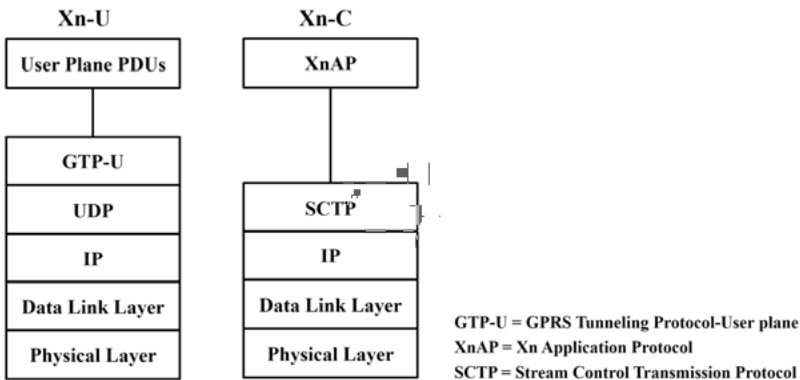 Xn-U
User Plane PDUs
GTP-U
UDP
IP
Data Link Layer
Physical Layer
Xn-C
XnAP
SCTP
IP
Data Link Layer
Physical Layer
GTP-U = GPRS Tunneling Protocol-User plane
XnAP = Xn Application Protocol
SCTP = Stream Control Transmission Protocol